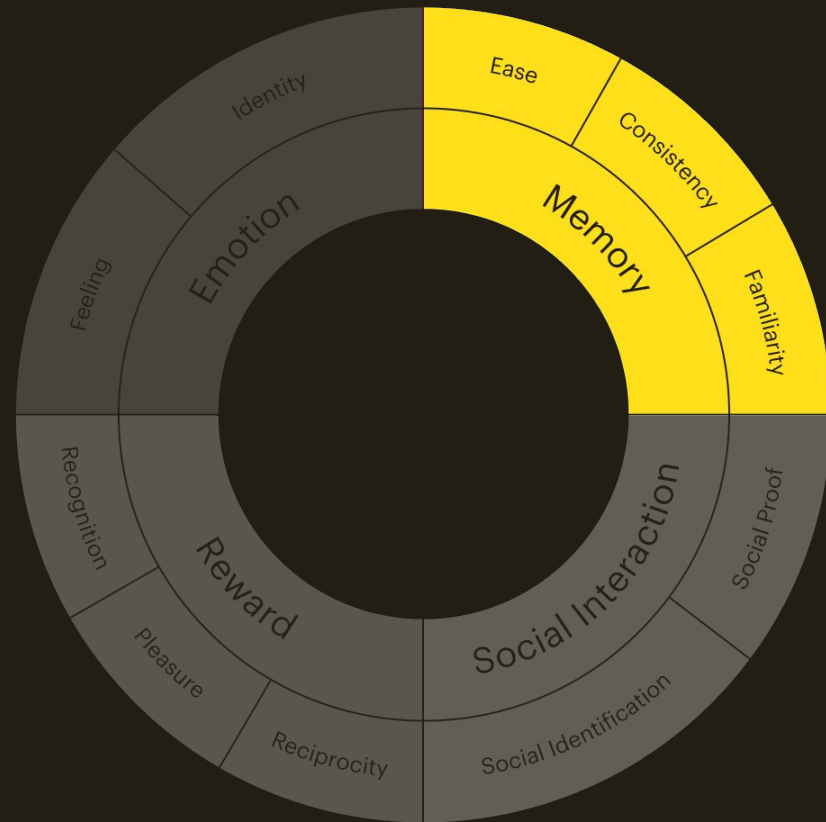 Ease
Consistency
Familiarity
Memory
Social Proof
Social Identification
Social Interaction
Reciprocity
Pleasure
Recognition
Reward
Feeling
Identity
Emotion